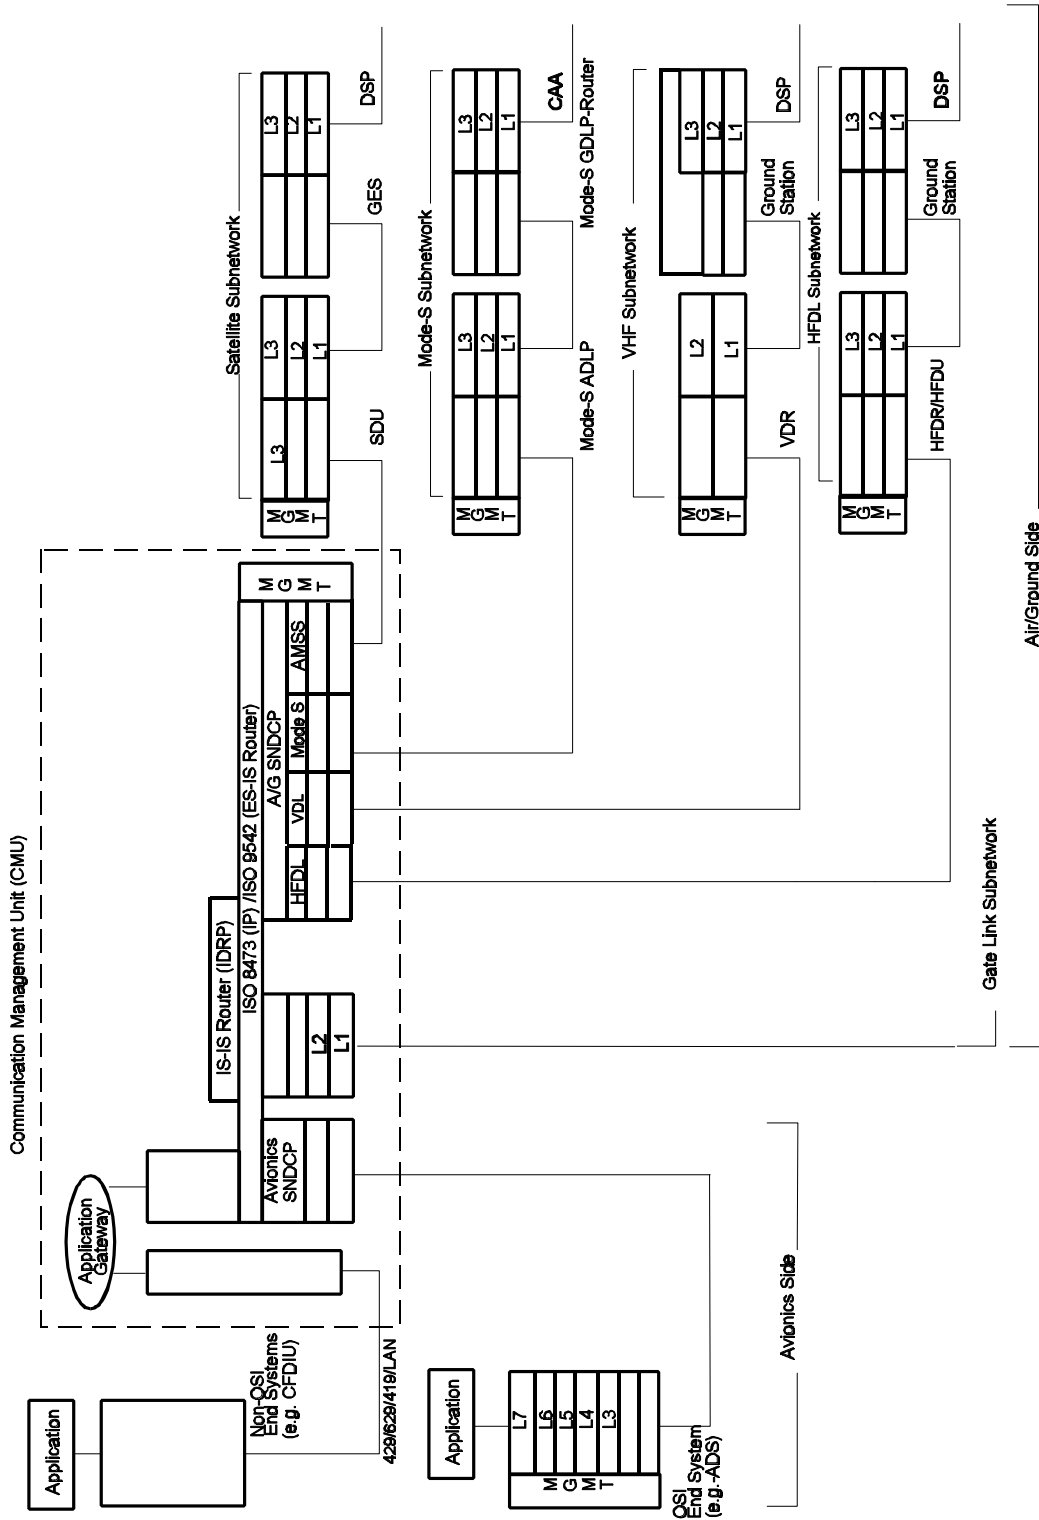 Communication Management Unit (CMU)
Application
Gateway
IS-IS Router (IDRP)
ISO 8473 (IP) /ISO 9542 (ES-IS Router)
Avionics
SNDCP
L2
L1
A/G SNDCP
HFDL
VDL
Mode S
AMSS
M
G
M
T
Application
Non-OSI
End Systems
(e.g. CFDIU)
429/629/419/LAN
Application
L7
L6
L5
L4
L3
M
G
M
T
OSI
End System
(e.g.-ADS)
Avionics Side
Gate Link Subnetwork
Air/Ground Side
Satellite Subnetwork
M
G
M
T
L3
L3
L2
L1
SDU
L3
L2
L1
GES
DSP
Mode-S Subnetwork
M
G
M
T
L3
L2
L1
Mode-S ADLP
L3
L2
L1
Mode-S GDLP-Router
CAA
VHF Subnetwork
M
G
M
T
L2
L1
VDR
L3
L2
L1
Ground
Station
DSP
HFDL Subnetwork
M
G
M
T
L3
L2
L1
HFDR/HFDU
L3
L2
L1
Ground
Station
DSP